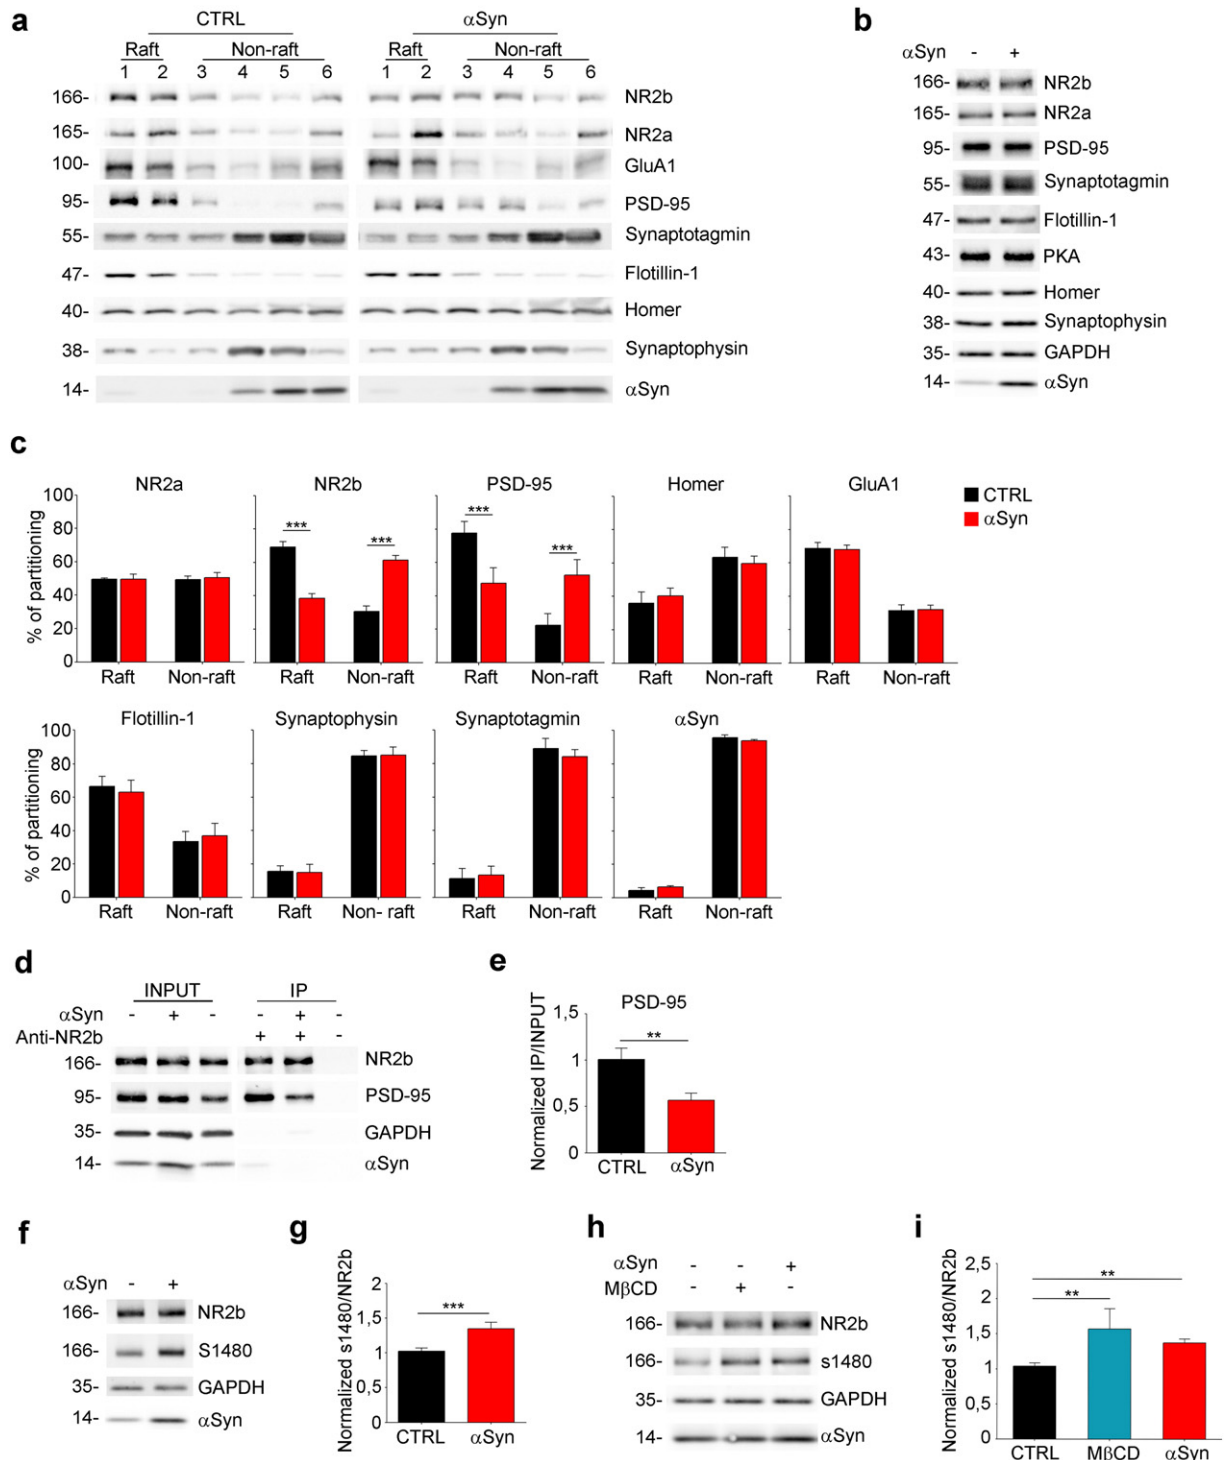 a
CTRL αSyn
Raft Non-raft Raft Non-raft
1 2 3 4 5 6 1 2 3 4 5 6
166- NR2b
165- NR2a
100- GluA1
95- PSD-95
55- Synaptotagmin
47- Flotillin-1
40- Homer
38- Synaptophysin
14- αSyn
b
αSyn - +
166- NR2b
165- NR2a
95- PSD-95
55- Synaptotagmin
47- Flotillin-1
43- PKA
40- Homer
38- Synaptophysin
35- GAPDH
14- αSyn
c
NR2a NR2b PSD-95 Homer GluA1
CTRL
αSyn
% of partitioning
100
80
60
40
20
0
*** *** *** ***
Raft Non-raft Raft Non-raft Raft Non-raft Raft Non-raft Raft Non-raft
Flotillin-1 Synaptophysin Synaptotagmin αSyn
% of partitioning
100
80
60
40
20
0
Raft Non-raft Raft Non- raft Raft Non-raft Raft Non-raft
d
INPUT IP
αSyn - + - - + -
Anti-NR2b + + -
166- NR2b
95- PSD-95
35- GAPDH
14- αSyn
e
PSD-95
Normalized IP/INPUT
1,5
1
0,5
0
**
CTRL αSyn
f
αSyn - +
166- NR2b
166- S1480
35- GAPDH
14- αSyn
g
Normalized s1480/NR2b
2
1,5
1
0,5
0
***
CTRL αSyn
h
αSyn - - +
MβCD - + -
166- NR2b
166- s1480
35- GAPDH
14- αSyn
i
Normalized s1480/NR2b
2,5
2
1,5
1
0,5
0
**
**
CTRL MβCD αSyn